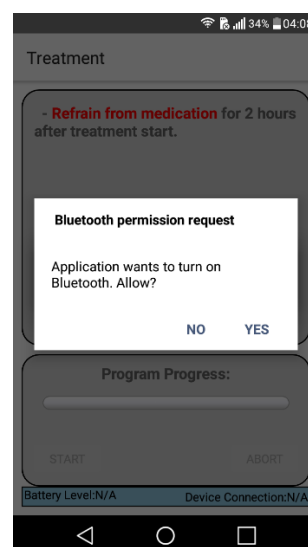 34% 04:08
Treatment
- Refrain from medication for 2 hours
after treatment start.
Bluetooth permission request
Application wants to turn on
Bluetooth. Allow?
NO YES
Program Progress:
START ABORT
Battery Level:N/A Device Connection:N/A